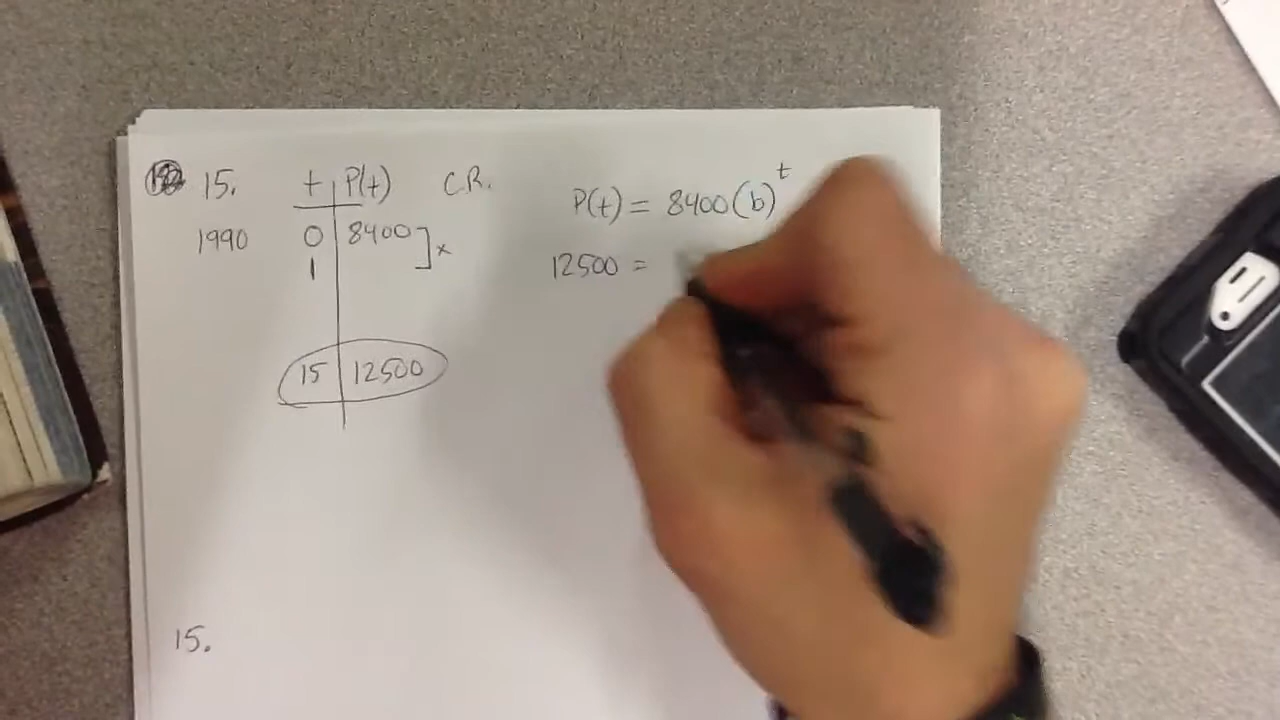 15. t P(t) C.R.
1990 0 8400 x
1
15 12500
P(t) = 8400(b)^t
12500 =
15.